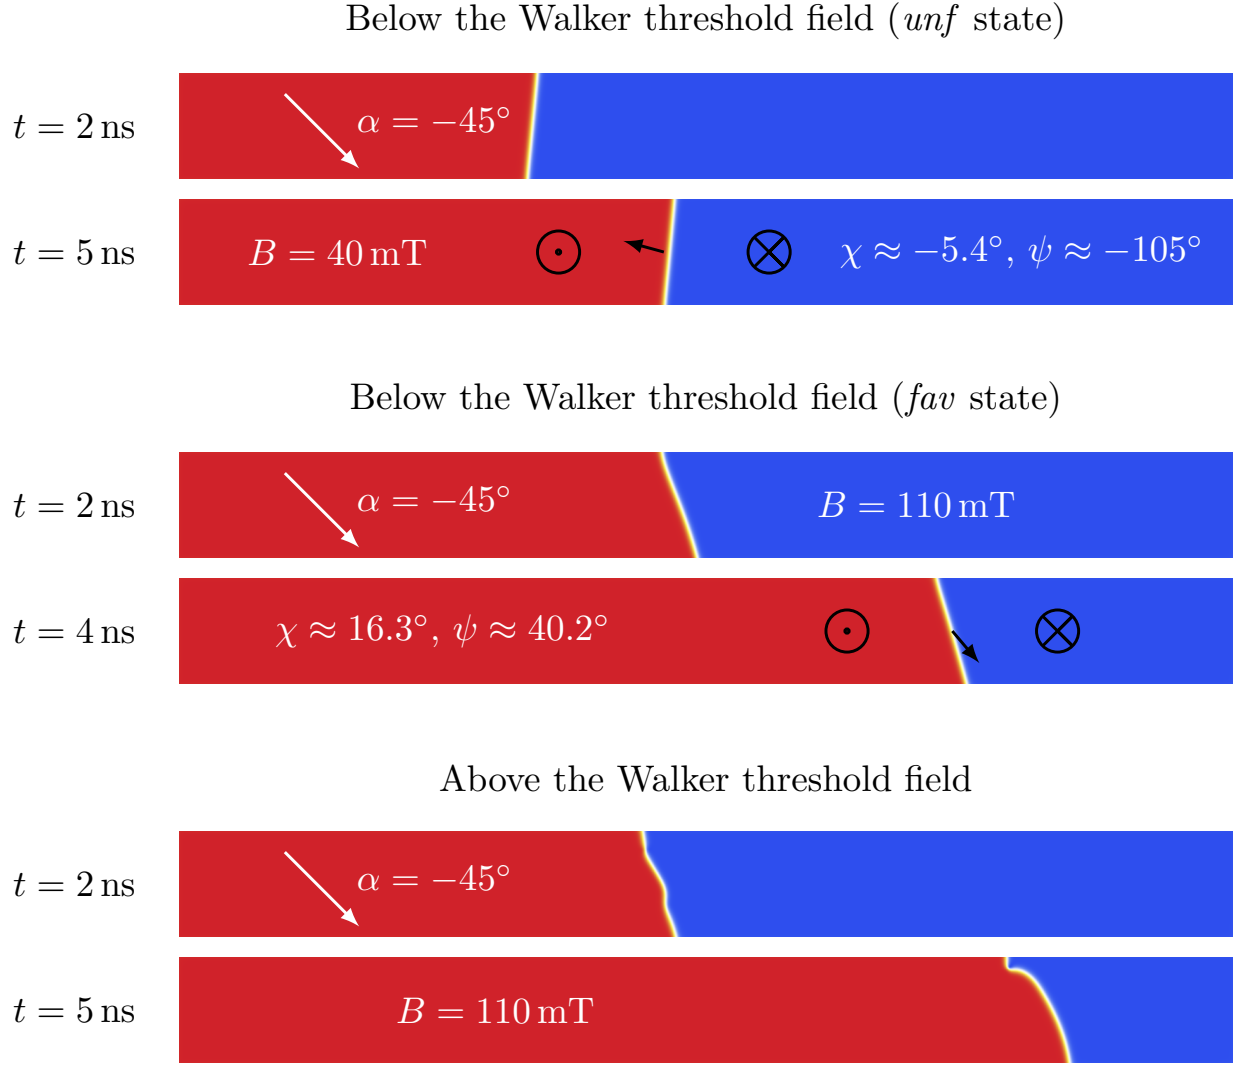 Below the Walker threshold field (unf state)
t = 2 ns
α = −45°
t = 5 ns
B = 40 mT
χ ≈ −5.4°, ψ ≈ −105°
Below the Walker threshold field (fav state)
t = 2 ns
α = −45°
B = 110 mT
t = 4 ns
χ ≈ 16.3°, ψ ≈ 40.2°
Above the Walker threshold field
t = 2 ns
α = −45°
t = 5 ns
B = 110 mT